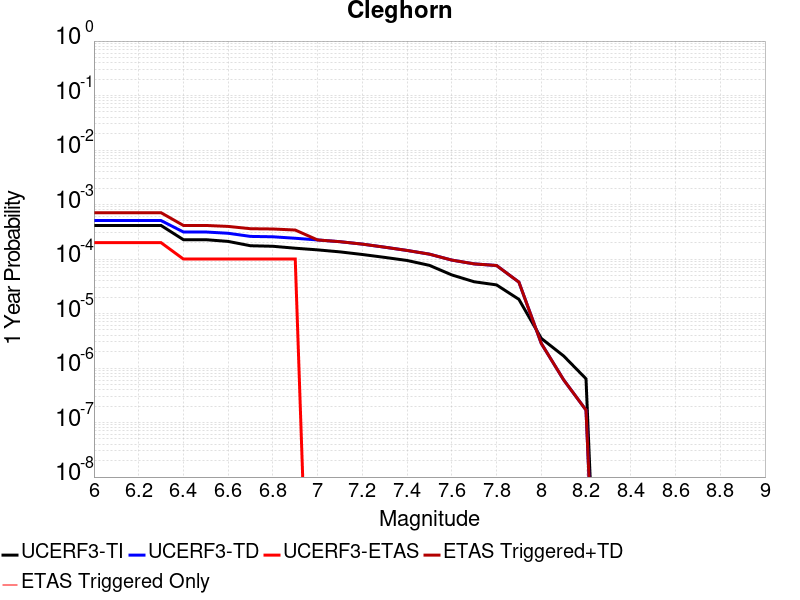 Cleghorn
10^0
10^-1
10^-2
10^-3
10^-4
10^-5
10^-6
10^-7
10^-8
1 Year Probability
6 6.2 6.4 6.6 6.8 7 7.2 7.4 7.6 7.8 8 8.2 8.4 8.6 8.8 9
Magnitude
UCERF3-TI UCERF3-TD UCERF3-ETAS ETAS Triggered+TD
ETAS Triggered Only